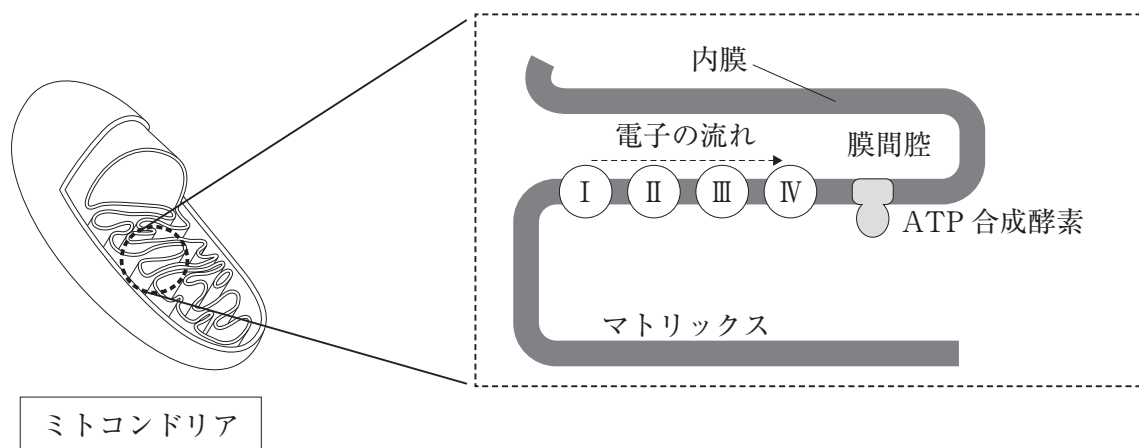 内膜
電子の流れ
膜間腔
Ⅰ Ⅱ Ⅲ Ⅳ
ATP 合成酵素
マトリックス
ミトコンドリア